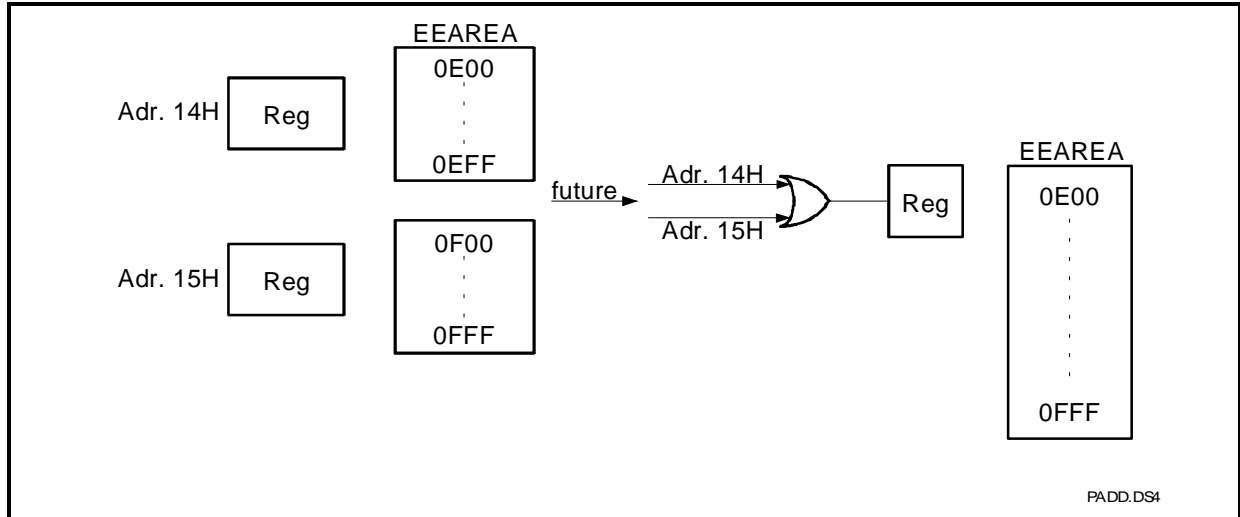 EEAREA
0E00
Adr. 14H
Reg
0EFF
future
Adr. 14H
Adr. 15H
Reg
EEAREA
0E00
0FFF
0F00
Adr. 15H
Reg
0FFF
PADD.DS4